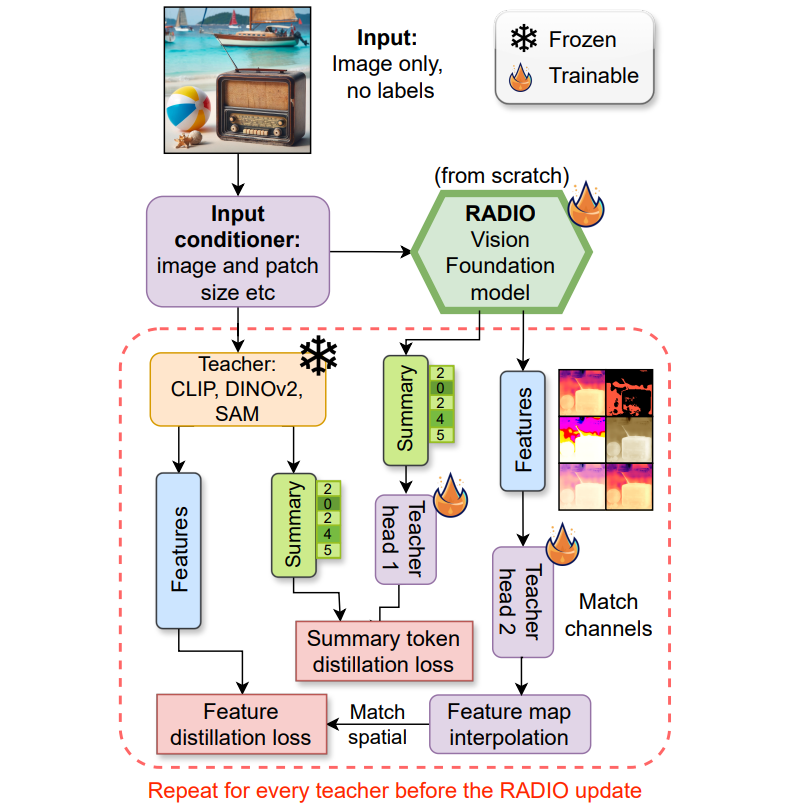 Input:
Image only,
no labels
Frozen
Trainable
(from scratch)
Input
conditioner:
image and patch
size etc
RADIO
Vision
Foundation
model
Teacher:
CLIP, DINOv2,
SAM
Summary
2
0
2
4
5
Features
Features
Summary
2
0
2
4
5
Teacher
head 1
Teacher
head 2
Match
channels
Summary token
distillation loss
Feature
distillation loss
Match
spatial
Feature map
interpolation
Repeat for every teacher before the RADIO update